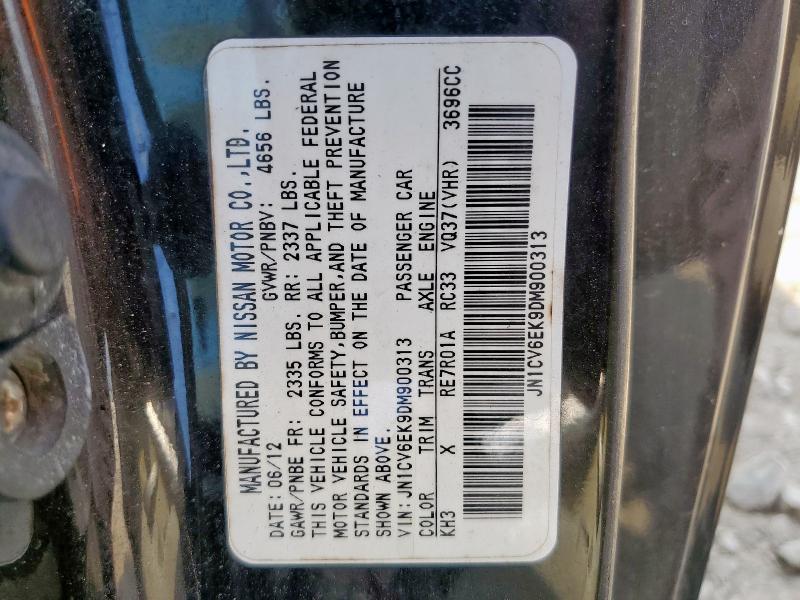 MANUFACTURED BY NISSAN MOTOR CO.,LTD.
DATE: 06/12 GVWR/PNBV: 4656 LBS.
GAWR/PNBE FR: 2335 LBS. RR: 2337 LBS.
THIS VEHICLE CONFORMS TO ALL APPLICABLE FEDERAL
MOTOR VEHICLE SAFETY,BUMPER,AND THEFT PREVENTION
STANDARDS IN EFFECT ON THE DATE OF MANUFACTURE
SHOWN ABOVE.
VIN:JN1CV6EK9DM900313 PASSENGER CAR
COLOR TRIM TRANS AXLE ENGINE
KH3 X RE7R01A RC33 VQ37(VHR) 3696CC
JN1CV6EK9DM900313